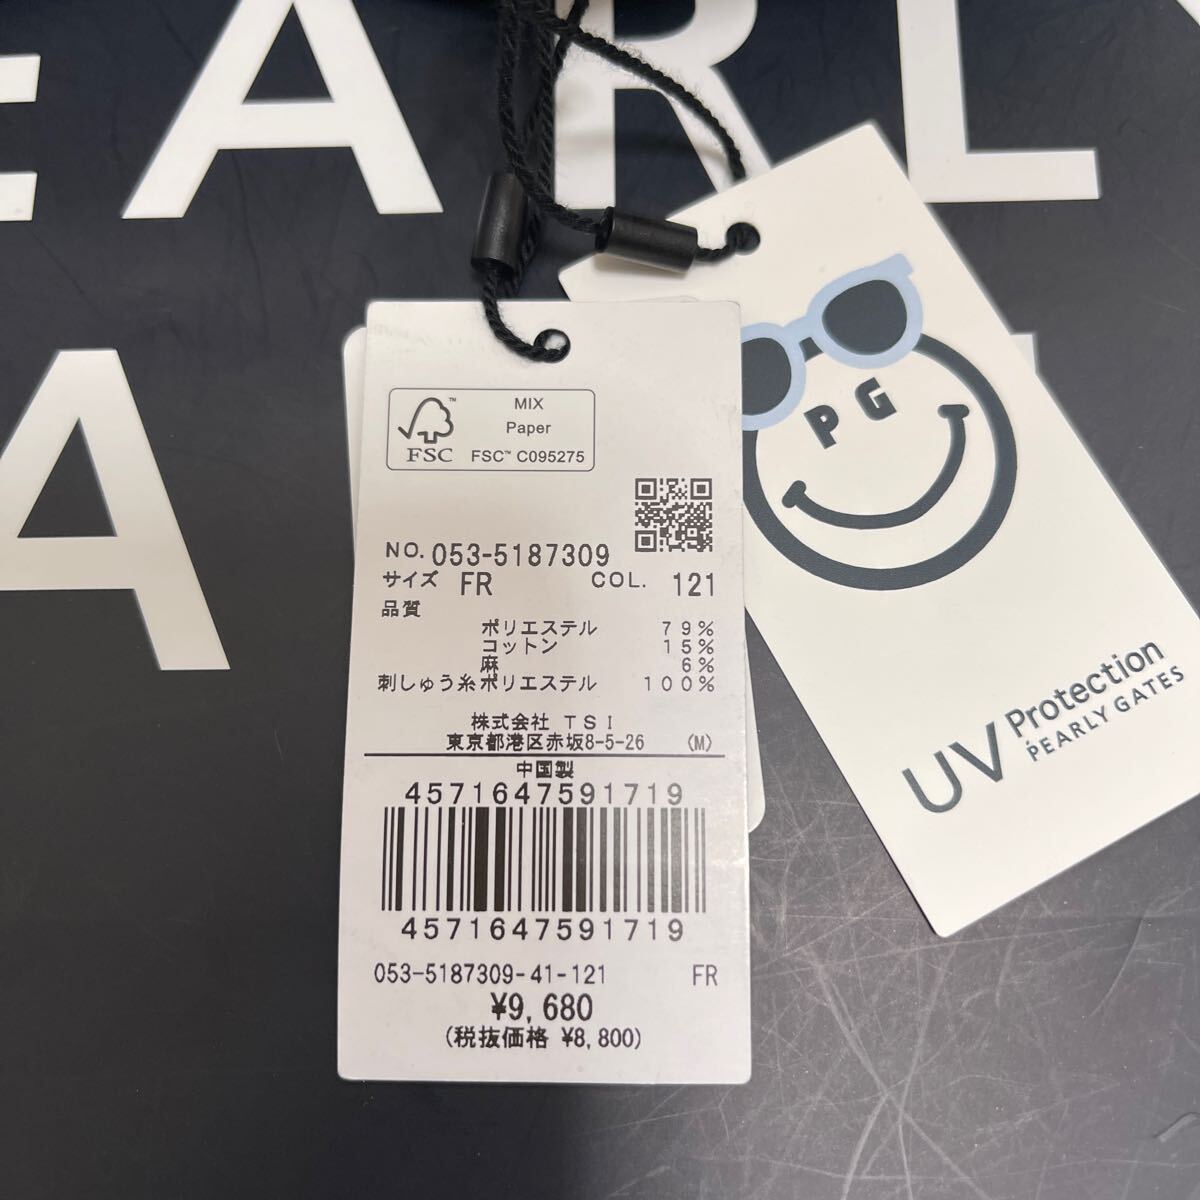 EARLY
A
MIX
Paper
FSC™ C095275
FSC
NO. 053-5187309
サイズ FR COL. 121
品質
ポリエステル 79%
コットン 15%
麻 6%
刺しゅう糸ポリエステル 100%
株式会社 TSI
東京都港区赤坂8-5-26 (M)
中国製
4571647591719
4571647591719
053-5187309-41-121 FR
¥9,680
(税抜価格 ¥8,800)
PG
UV Protection
PEARLY GATES